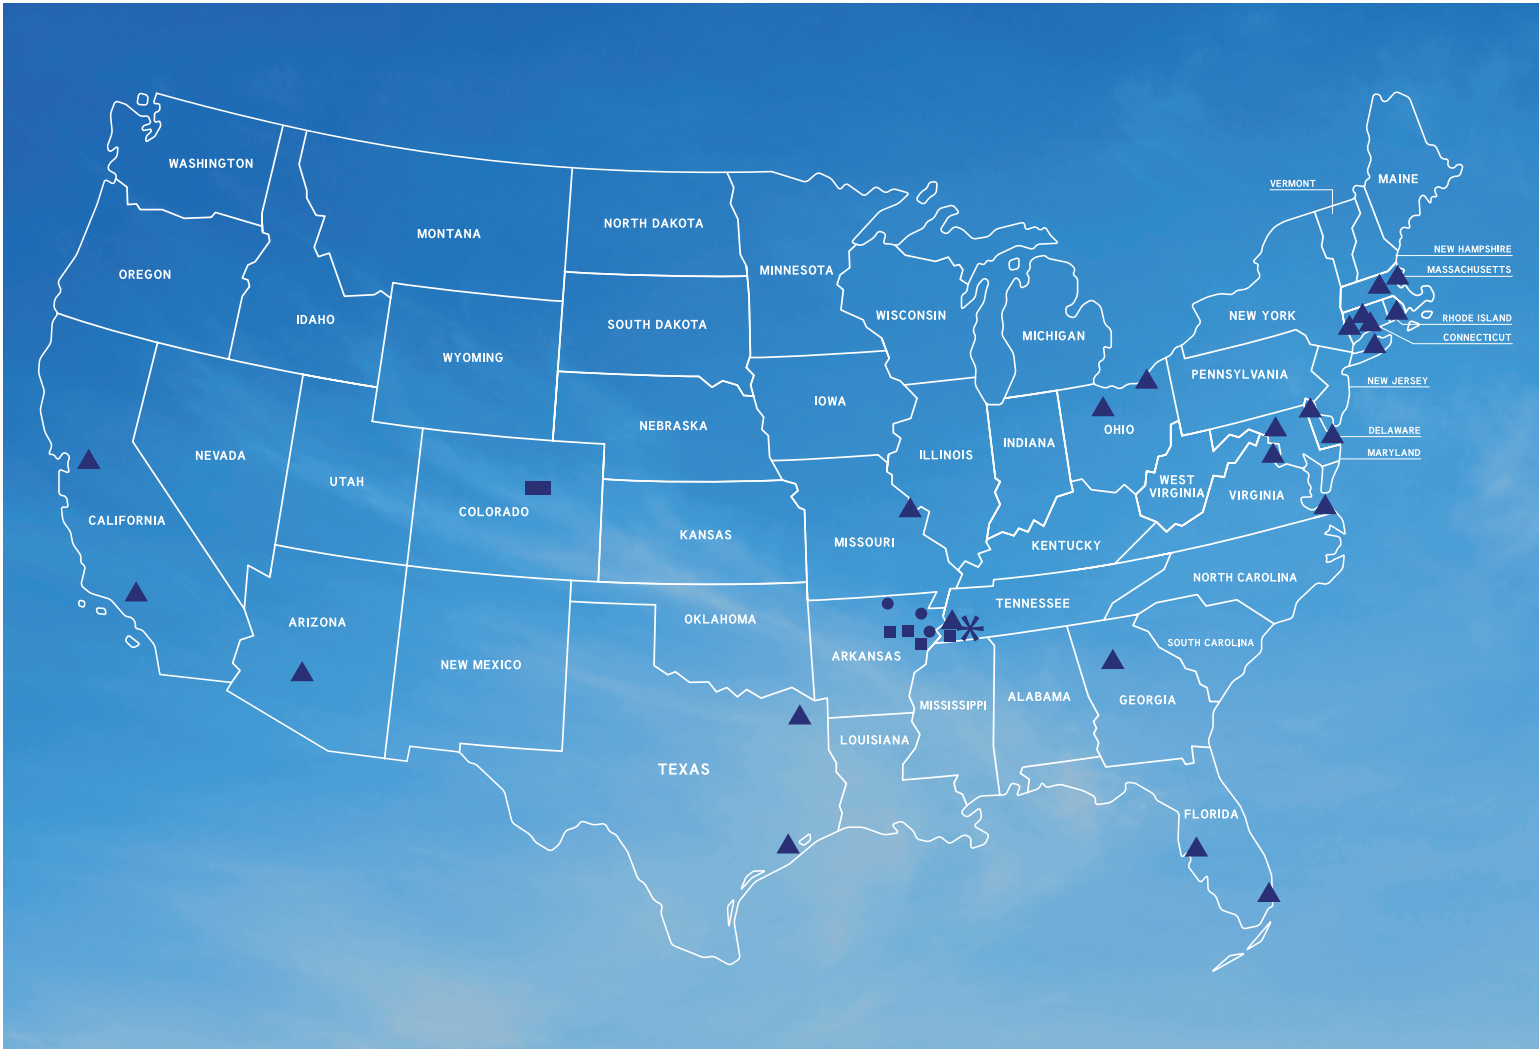 WASHINGTON
MONTANA
NORTH DAKOTA
MINNESOTA
VERMONT
MAINE
OREGON
IDAHO
WYOMING
SOUTH DAKOTA
WISCONSIN
MICHIGAN
NEW YORK
NEW HAMPSHIRE
MASSACHUSETTS
RHODE ISLAND
CONNECTICUT
NEW JERSEY
DELAWARE
MARYLAND
PENNSYLVANIA
IOWA
NEBRASKA
NEVADA
UTAH
COLORADO
CALIFORNIA
KANSAS
MISSOURI
ILLINOIS
INDIANA
OHIO
WEST
VIRGINIA
VIRGINIA
KENTUCKY
NORTH CAROLINA
TENNESSEE
SOUTH CAROLINA
ARIZONA
NEW MEXICO
OKLAHOMA
ARKANSAS
MISSISSIPPI
ALABAMA
GEORGIA
LOUISIANA
TEXAS
FLORIDA